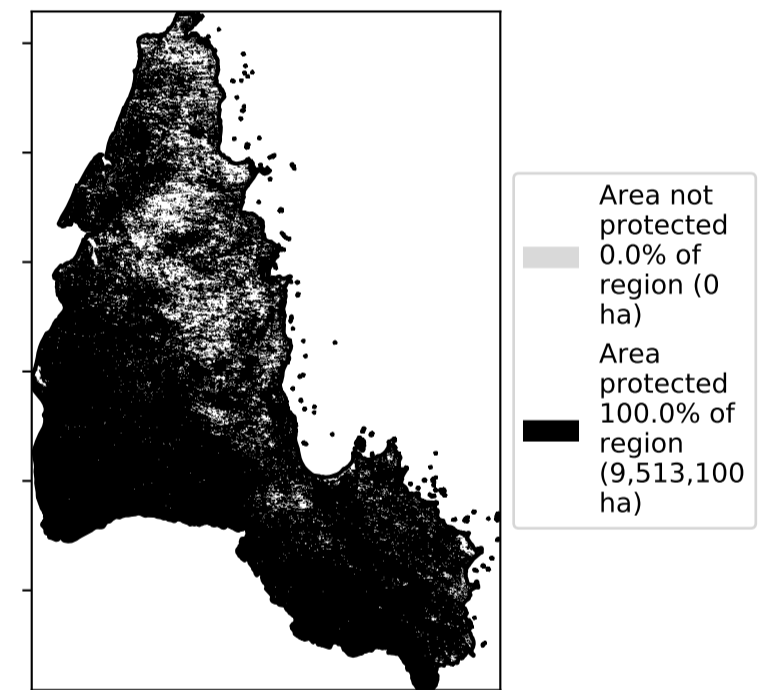 Area not
protected
0.0% of
region (0
ha)
Area
protected
100.0% of
region
(9,513,100
ha)